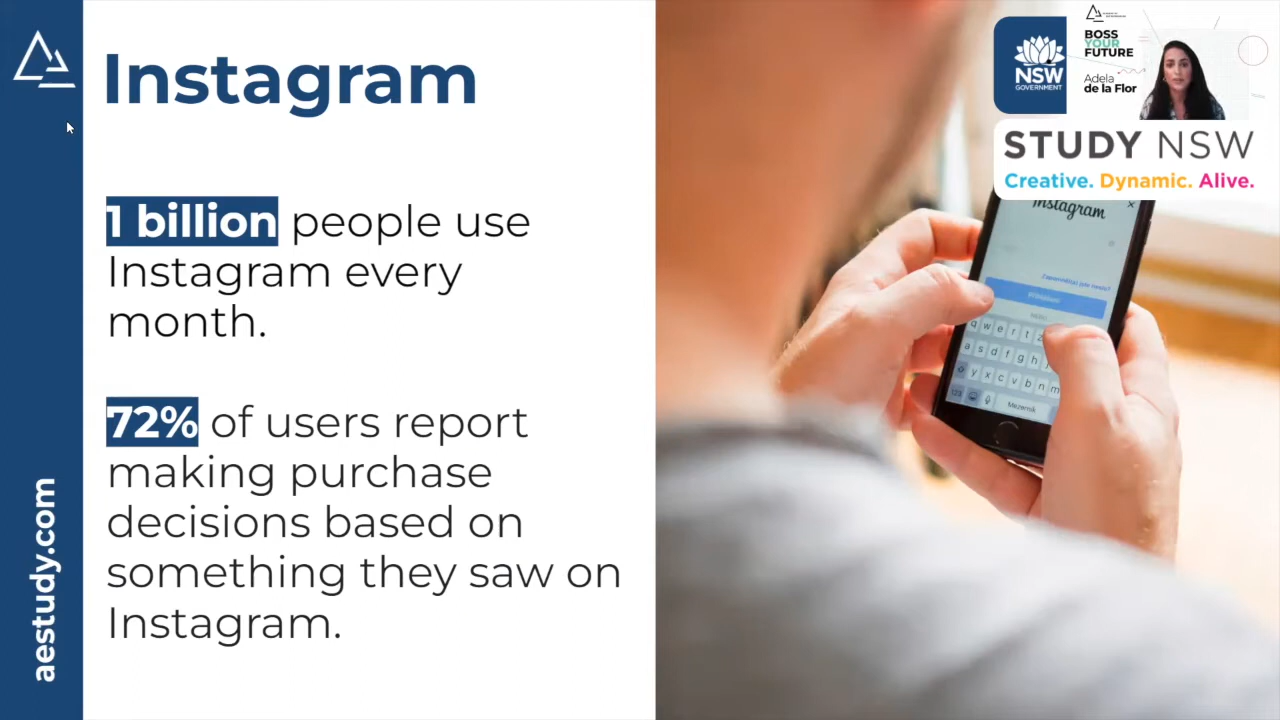 Instagram
1 billion people use
Instagram every
month.
72% of users report
making purchase
decisions based on
something they saw on
Instagram.
aestudy.com
NSW
GOVERNMENT
BOSS
YOUR
FUTURE
Adela
de la Flor
STUDY NSW
Creative. Dynamic. Alive.
Instagram
q w e r t z
a s d f g h j
y x c v b n m
123
Mezerník